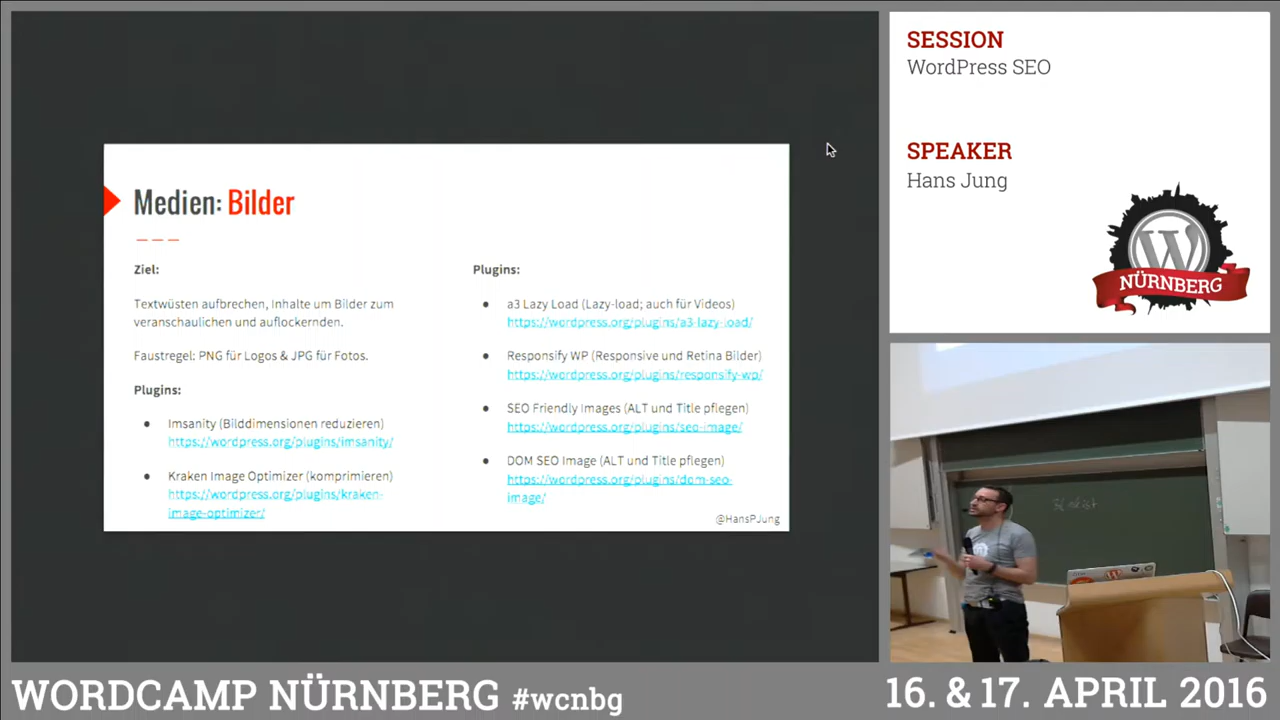 Medien: Bilder
Ziel:
Textwüsten aufbrechen, Inhalte um Bilder zum
veranschaulichen und auflockernden.
Faustregel: PNG für Logos & JPG für Fotos.
Plugins:
● Imsanity (Bilddimensionen reduzieren)
https://wordpress.org/plugins/imsanity/
● Kraken Image Optimizer (komprimieren)
https://wordpress.org/plugins/kraken-
image-optimizer/
Plugins:
● a3 Lazy Load (Lazy-load; auch für Videos)
https://wordpress.org/plugins/a3-lazy-load/
● Responsify WP (Responsive und Retina Bilder)
https://wordpress.org/plugins/responsify-wp/
● SEO Friendly Images (ALT und Title pflegen)
https://wordpress.org/plugins/seo-image/
● DOM SEO Image (ALT und Title pflegen)
https://wordpress.org/plugins/dom-seo-
image/
@HansPJung
SESSION
WordPress SEO
SPEAKER
Hans Jung
W
NÜRNBERG
WORDCAMP NÜRNBERG #wcnbg
16. & 17. APRIL 2016